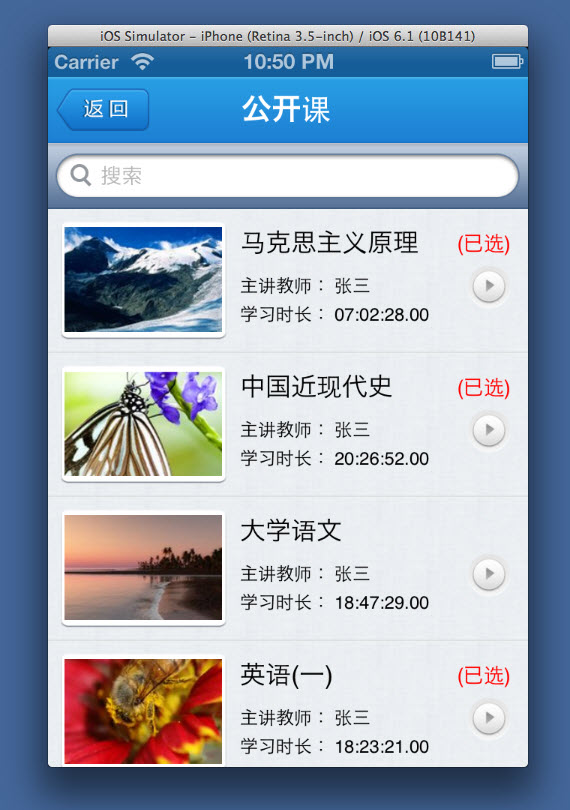 iOS Simulator - iPhone (Retina 3.5-inch) / iOS 6.1 (10B141)
Carrier 10:50 PM
返回 公开课
搜索
马克思主义原理 (已选)
主讲教师： 张三
学习时长： 07:02:28.00
中国近现代史 (已选)
主讲教师： 张三
学习时长： 20:26:52.00
大学语文
主讲教师： 张三
学习时长： 18:47:29.00
英语(一) (已选)
主讲教师： 张三
学习时长： 18:23:21.00